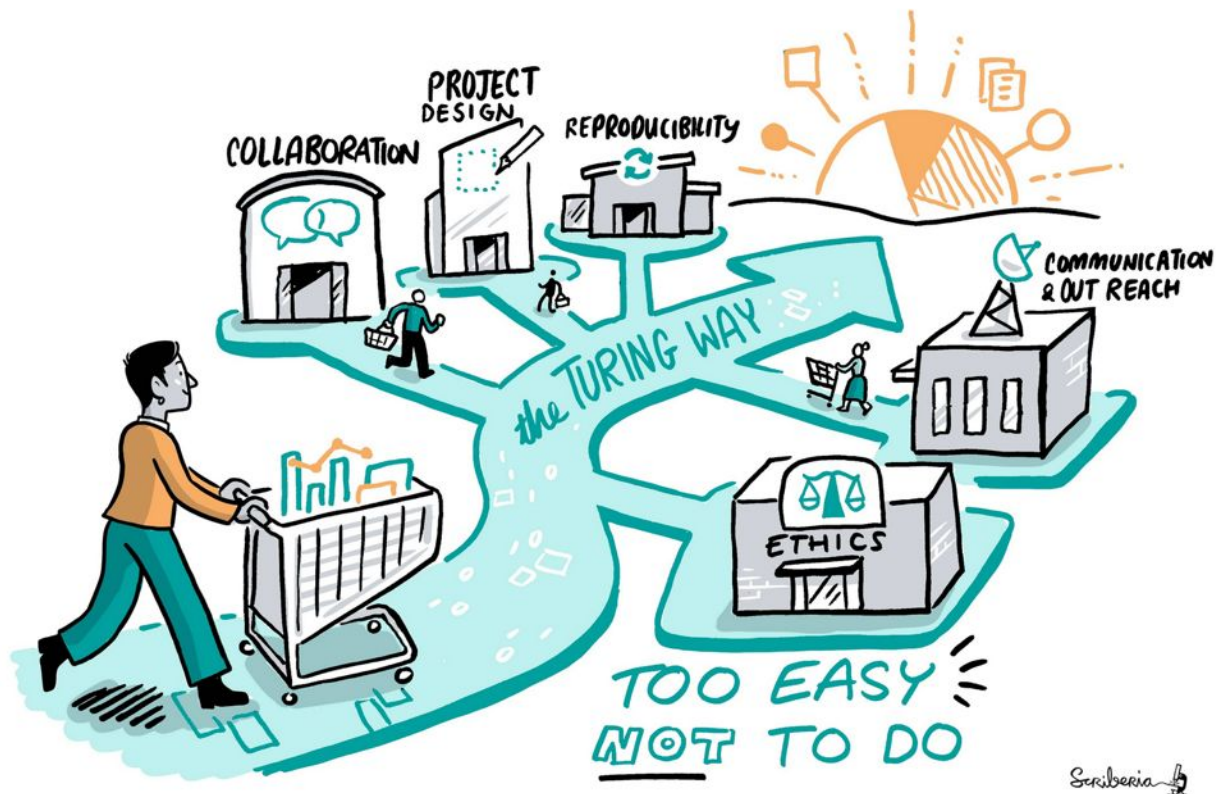 COLLABORATION
PROJECT
DESIGN
REPRODUCIBILITY
COMMUNICATION
& OUT REACH
the TURING WAY
ETHICS
TOO EASY
NOT TO DO
Scriberia